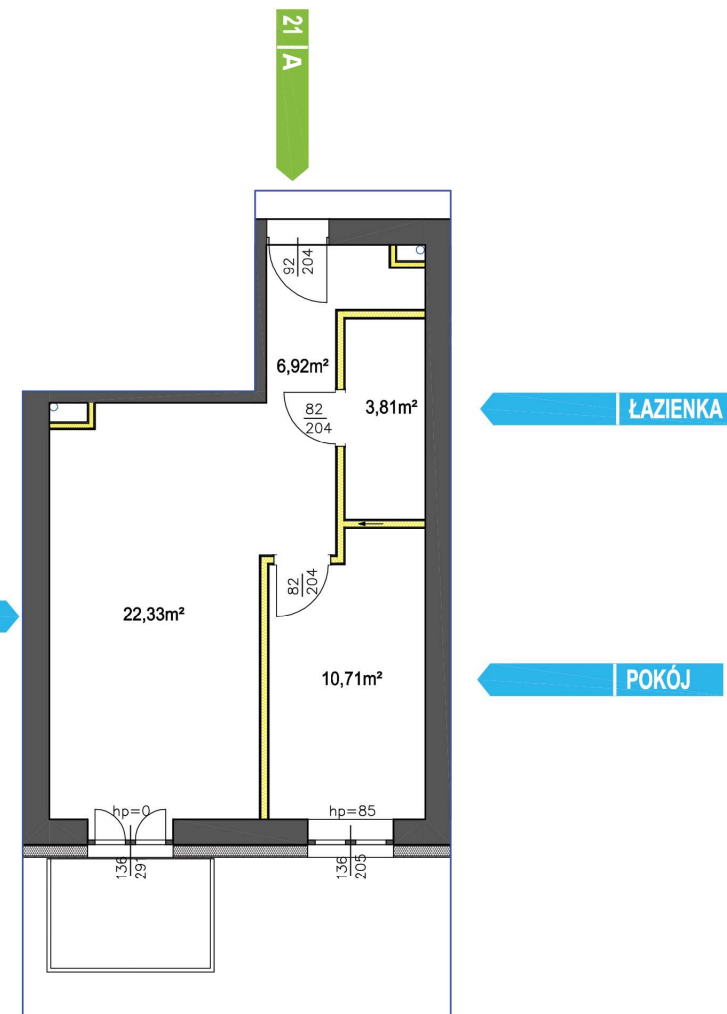 21 | A
92
204
6,92m²
3,81m²
ŁAZIENKA
82
204
82
204
22,33m²
10,71m²
POKÓJ
hp=0
hp=85
136
291
136
205